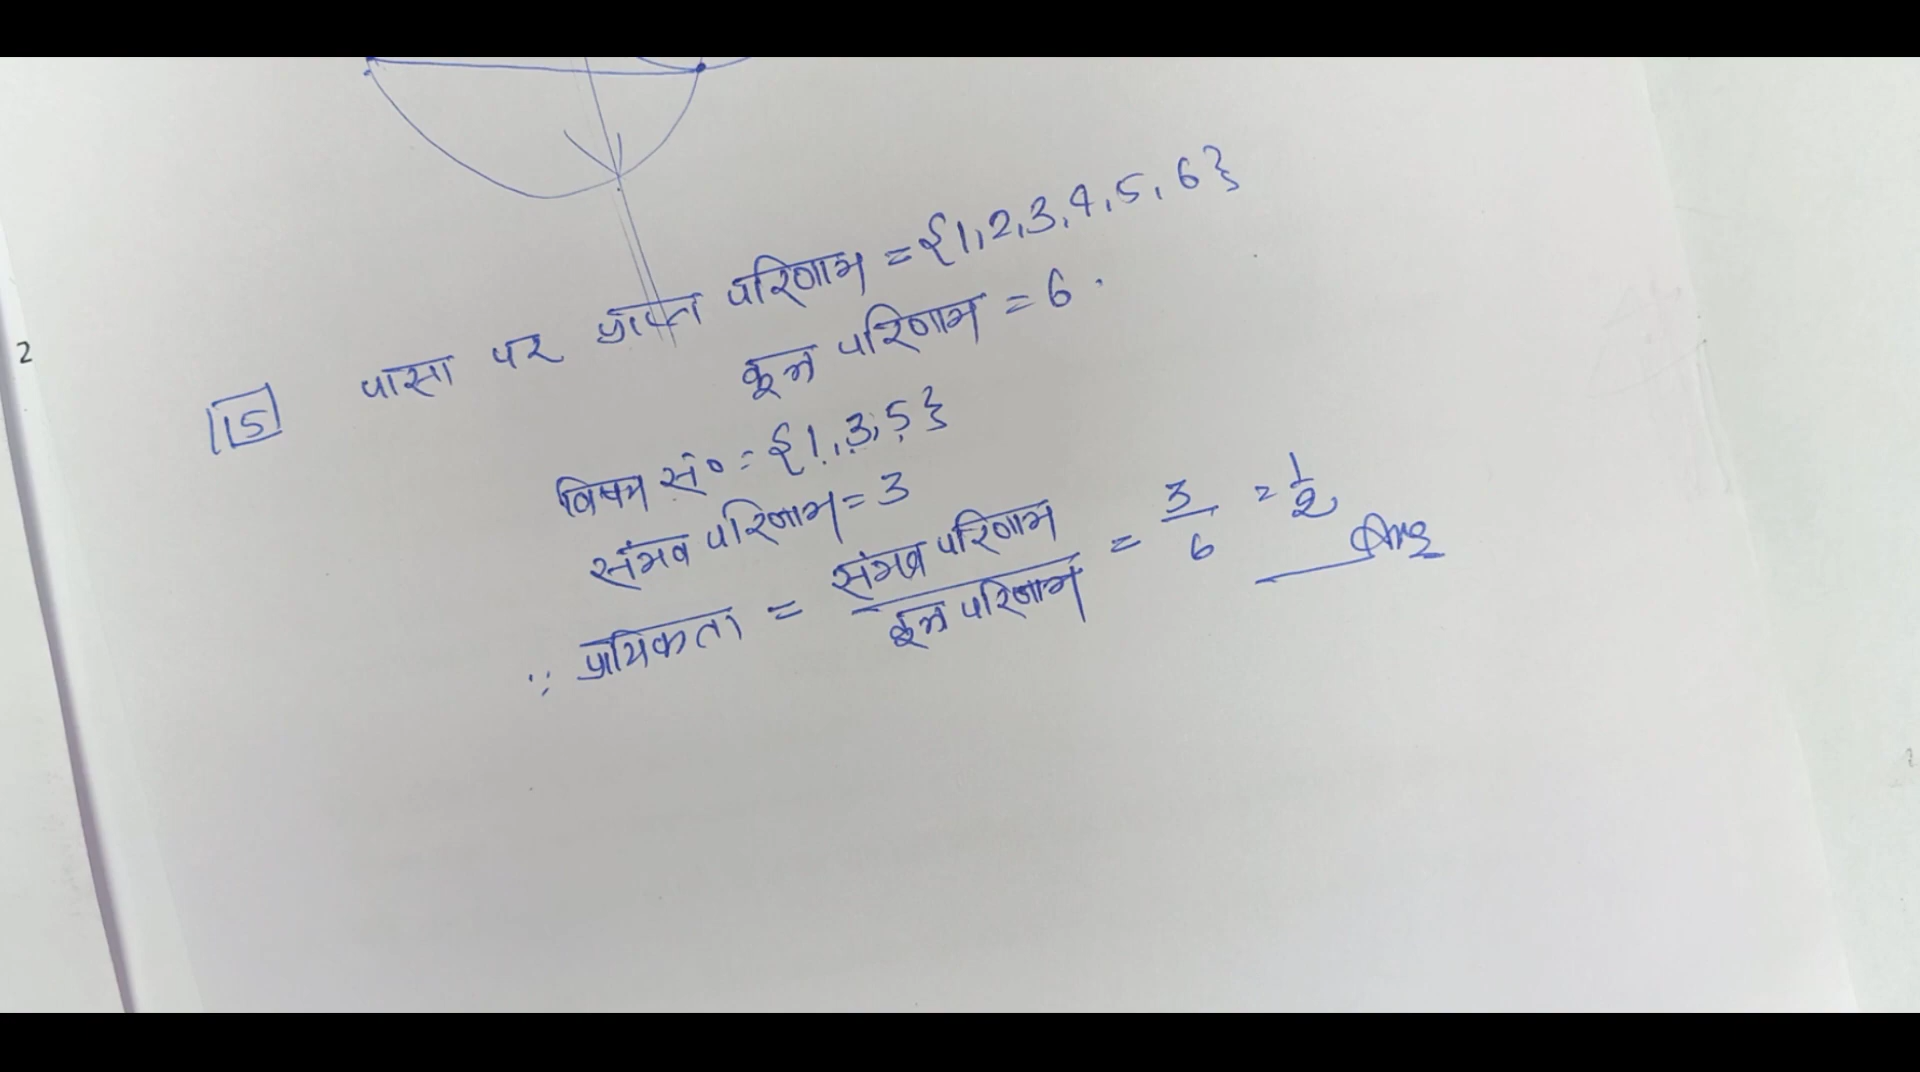 2
15 पासा पर प्राप्त परिणाम = {1,2,3,4,5,6}
कुल परिणाम = 6.
विषम सं० = {1,3,5}
संभव परिणाम = 3
∵ प्रायिकता = संभव परिणाम / कुल परिणाम = 3/6 = 1/2 Ans